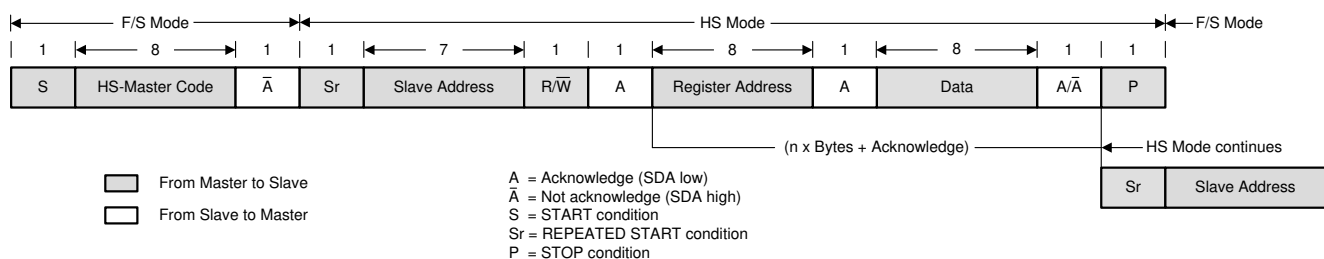 F/S Mode HS Mode F/S Mode
1 8 1 1 7 1 1 8 1 8 1 1
S HS-Master Code A̅ Sr Slave Address R/W̅ A Register Address A Data A/A̅ P
(n x Bytes + Acknowledge) HS Mode continues
Sr Slave Address
From Master to Slave
From Slave to Master
A = Acknowledge (SDA low)
A̅ = Not acknowledge (SDA high)
S = START condition
Sr = REPEATED START condition
P = STOP condition